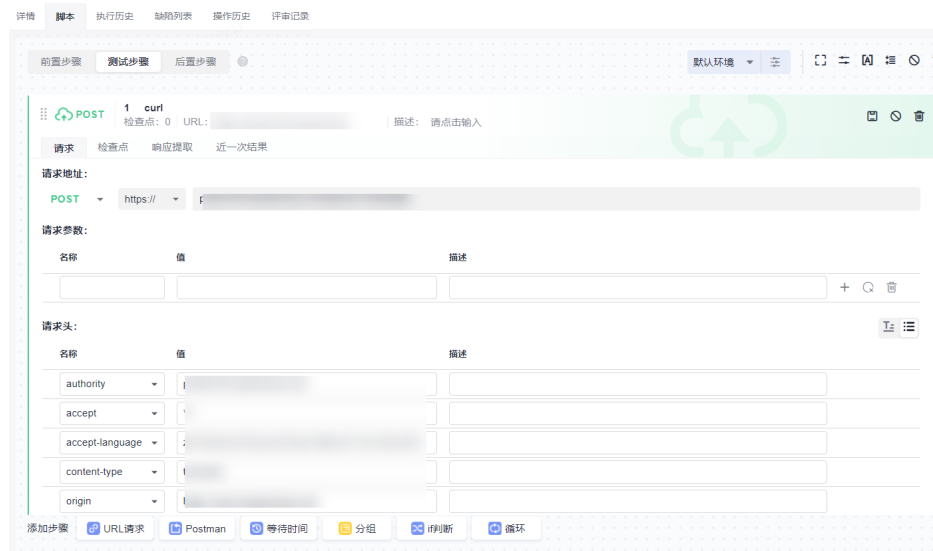 详情 脚本 执行历史 缺陷列表 操作历史 评审记录
前置步骤 测试步骤 后置步骤 默认环境
POST 1 curl
检查点: 0 URL: 描述: 请点击输入
请求 检查点 响应提取 近一次结果
请求地址:
POST https://
请求参数:
名称 值 描述
请求头:
名称 值 描述
authority
accept
accept-language
content-type
origin
添加步骤 URL请求 Postman 等待时间 分组 if判断 循环